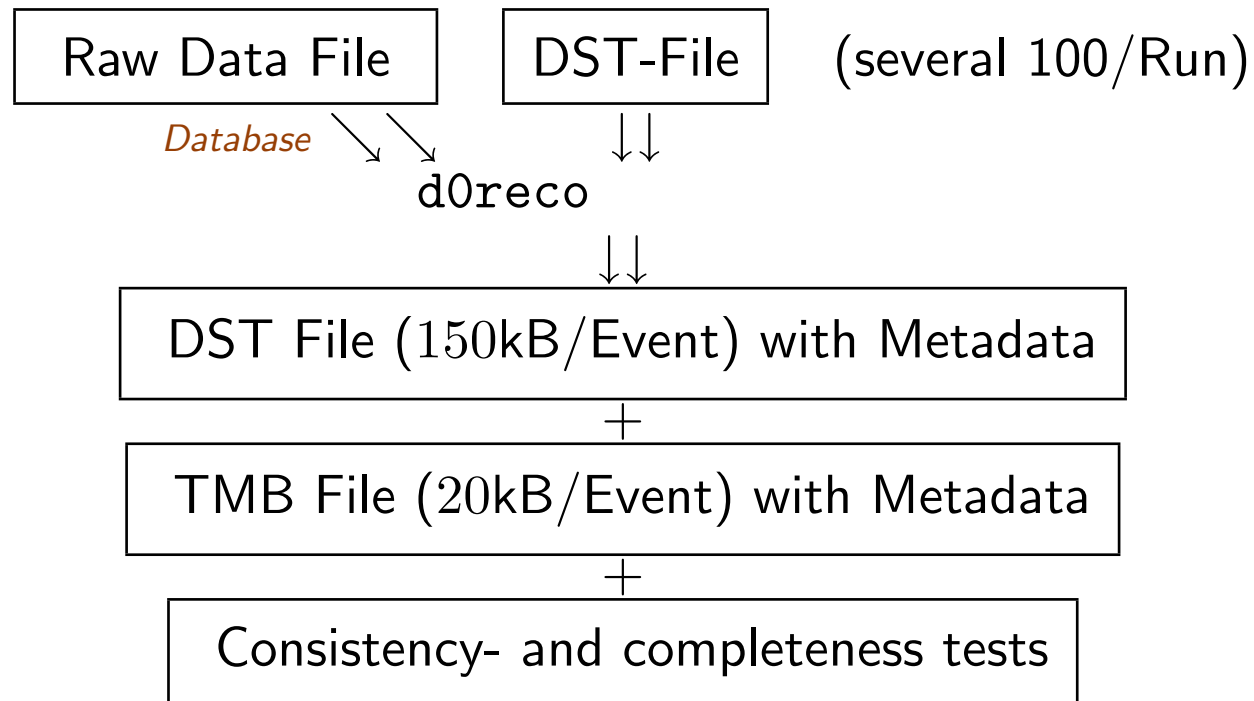 Raw Data File DST-File (several 100/Run)
Database
d0reco
DST File (150kB/Event) with Metadata
+
TMB File (20kB/Event) with Metadata
+
Consistency- and completeness tests